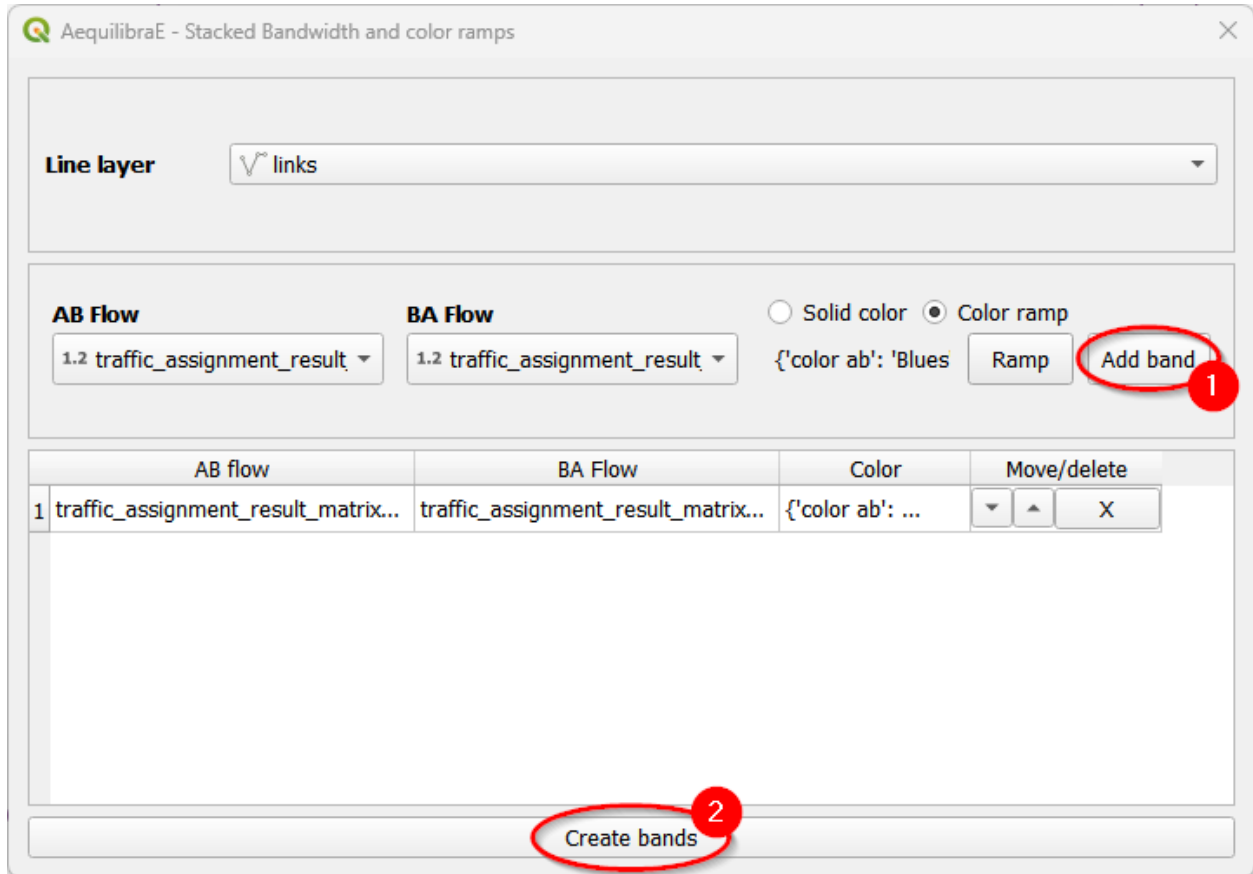 AequilibraE - Stacked Bandwidth and color ramps
Line layer links
AB Flow BA Flow Solid color Color ramp
1.2 traffic_assignment_result 1.2 traffic_assignment_result {'color ab': 'Blues Ramp Add band
1
AB flow BA Flow Color Move/delete
1 traffic_assignment_result_matrix... traffic_assignment_result_matrix... {'color ab': ... X
2
Create bands